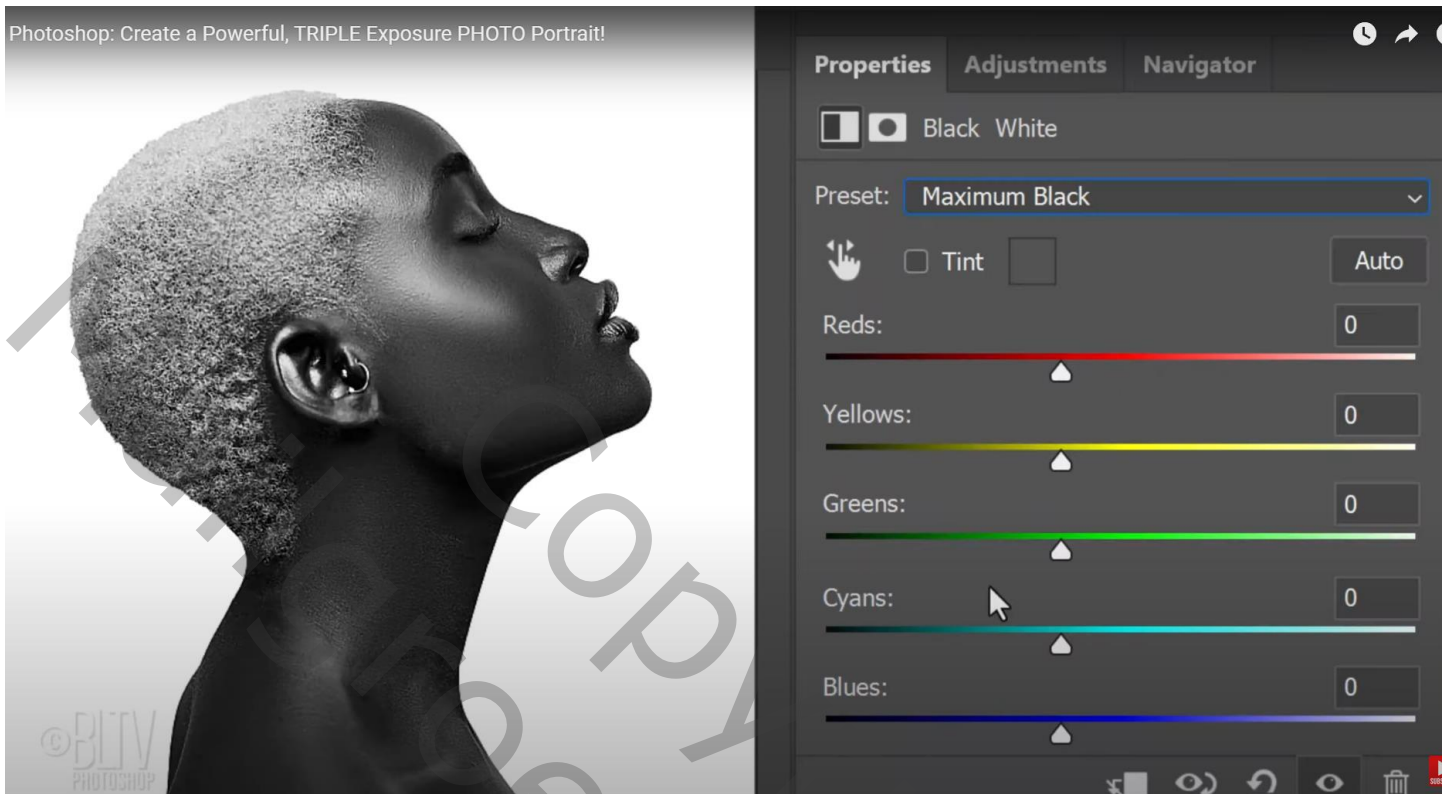 Photoshop: Create a Powerful, TRIPLE Exposure PHOTO Portrait!
Properties Adjustments Navigator
Black White
Preset: Maximum Black
Tint Auto
Reds: 0
Yellows: 0
Greens: 0
Cyans: 0
Blues: 0
Copy
©BLTV
PHOTOSHOP